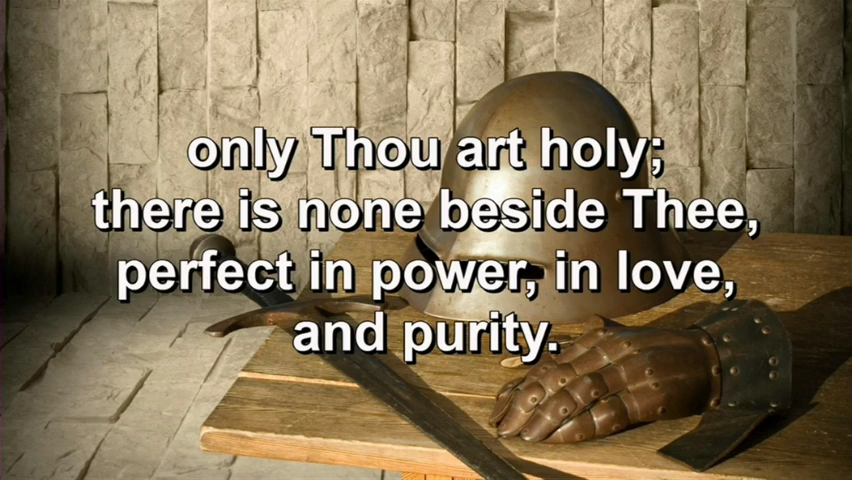 only Thou art holy;
there is none beside Thee,
perfect in power, in love,
and purity.